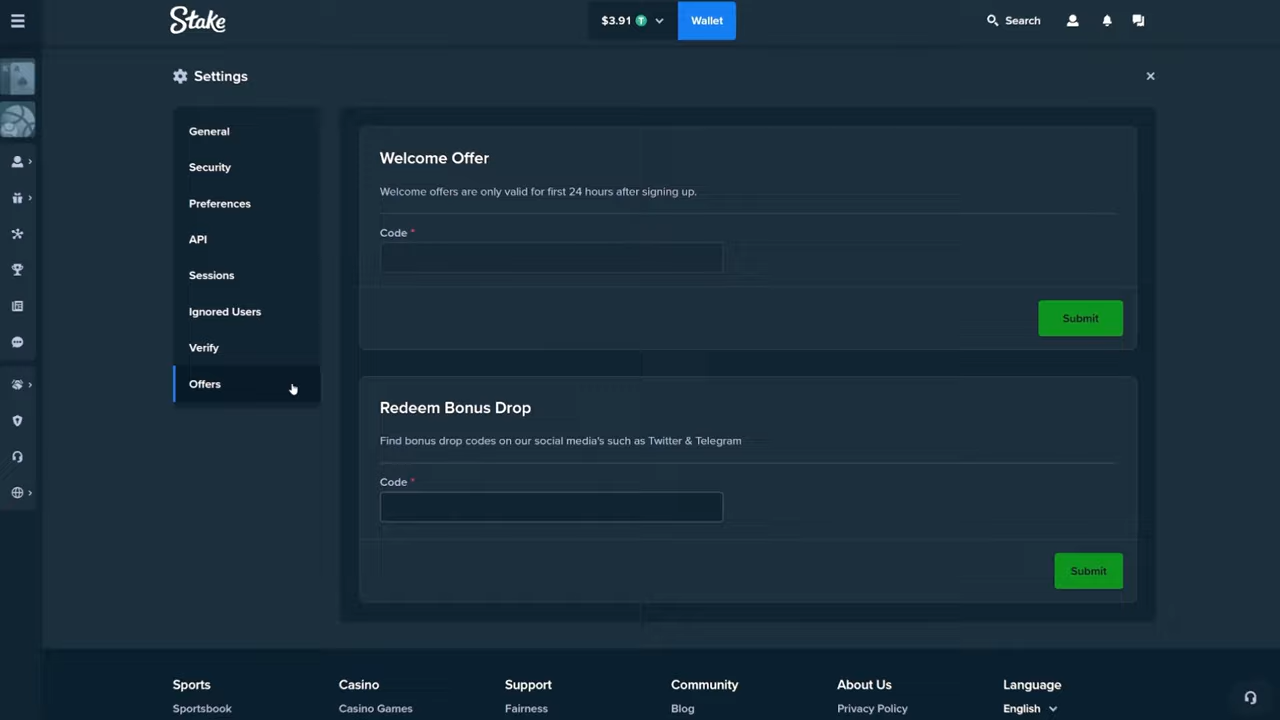 Stake
$3.91
Wallet
Search
Settings
General
Security
Preferences
API
Sessions
Ignored Users
Verify
Offers
Welcome Offer
Welcome offers are only valid for first 24 hours after signing up.
Code *
Submit
Redeem Bonus Drop
Find bonus drop codes on our social media's such as Twitter & Telegram
Code *
Submit
Sports
Casino
Support
Community
About Us
Language
Sportsbook
Casino Games
Fairness
Blog
Privacy Policy
English